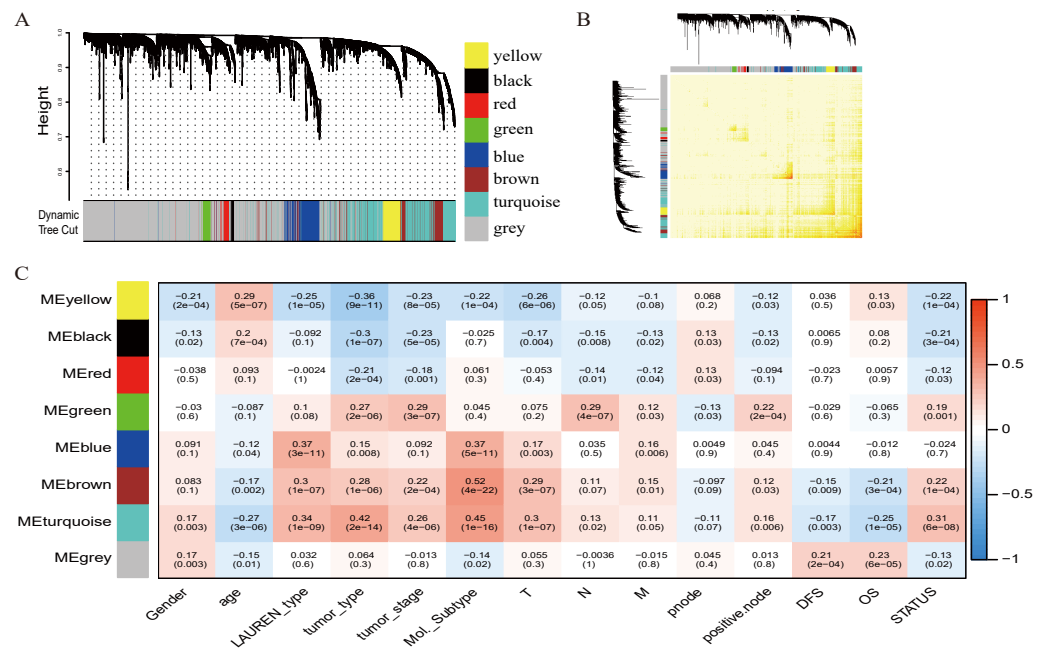 A
B
Height
1.0
0.9
0.8
0.7
0.6
Dynamic
Tree Cut
yellow
black
red
green
blue
brown
turquoise
grey
C
MEyellow −0.21 0.29 −0.25 −0.36 −0.23 −0.22 −0.26 −0.12 −0.1 0.068 −0.12 0.036 0.13 −0.22
(2e−04) (5e−07) (1e−05) (9e−11) (8e−05) (1e−04) (6e−06) (0.05) (0.08) (0.2) (0.03) (0.5) (0.03) (1e−04)
MEblack −0.13 0.2 −0.092 −0.3 −0.23 −0.025 −0.17 −0.15 −0.13 0.13 −0.13 0.0065 0.08 −0.21
(0.02) (7e−04) (0.1) (1e−07) (5e−05) (0.7) (0.004) (0.008) (0.02) (0.03) (0.02) (0.9) (0.2) (3e−04)
MEred −0.038 0.093 −0.0024 −0.21 −0.18 0.061 −0.053 −0.14 −0.12 0.13 −0.094 −0.023 0.0057 −0.12
(0.5) (0.1) (1) (2e−04) (0.001) (0.3) (0.4) (0.01) (0.04) (0.03) (0.1) (0.7) (0.9) (0.03)
MEgreen −0.03 −0.087 0.1 0.27 0.29 0.045 0.075 0.29 0.12 −0.13 0.22 −0.029 −0.065 0.19
(0.6) (0.1) (0.08) (2e−06) (3e−07) (0.4) (0.2) (4e−07) (0.03) (0.03) (2e−04) (0.6) (0.3) (0.001)
MEblue 0.091 −0.12 0.37 0.15 0.092 0.37 0.17 0.035 0.16 0.0049 0.045 0.0044 −0.012 −0.024
(0.1) (0.04) (3e−11) (0.008) (0.1) (5e−11) (0.003) (0.5) (0.006) (0.9) (0.4) (0.9) (0.8) (0.7)
MEbrown 0.083 −0.17 0.3 0.28 0.22 0.52 0.29 0.11 0.15 −0.097 0.12 −0.15 −0.21 0.22
(0.1) (0.002) (1e−07) (1e−06) (2e−04) (4e−22) (3e−07) (0.07) (0.01) (0.09) (0.03) (0.009) (3e−04) (1e−04)
MEturquoise 0.17 −0.27 0.34 0.42 0.26 0.45 0.3 0.13 0.11 −0.11 0.16 −0.17 −0.25 0.31
(0.003) (3e−06) (1e−09) (2e−14) (4e−06) (1e−16) (1e−07) (0.02) (0.05) (0.07) (0.006) (0.003) (1e−05) (6e−08)
MEgrey 0.17 −0.15 0.032 0.064 −0.013 −0.14 0.055 −0.0036 −0.015 0.045 0.013 0.21 0.23 −0.13
(0.003) (0.01) (0.6) (0.3) (0.8) (0.02) (0.3) (1) (0.8) (0.4) (0.8) (2e−04) (6e−05) (0.02)
Gender age LAUREN_type tumor_type tumor_stage Mol._Subtype T N M pnode positive.node DFS OS STATUS
1
0.5
0
−0.5
−1